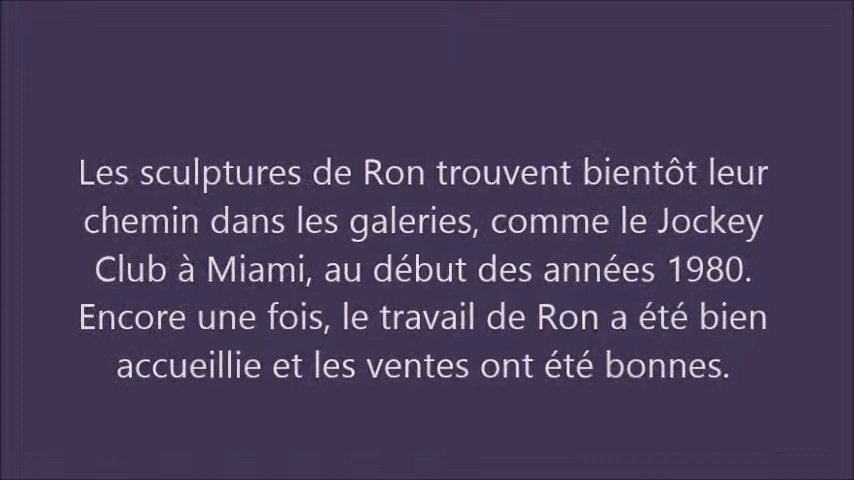 Les sculptures de Ron trouvent bientôt leur
chemin dans les galeries, comme le Jockey
Club à Miami, au début des années 1980.
Encore une fois, le travail de Ron a été bien
accueillie et les ventes ont été bonnes.